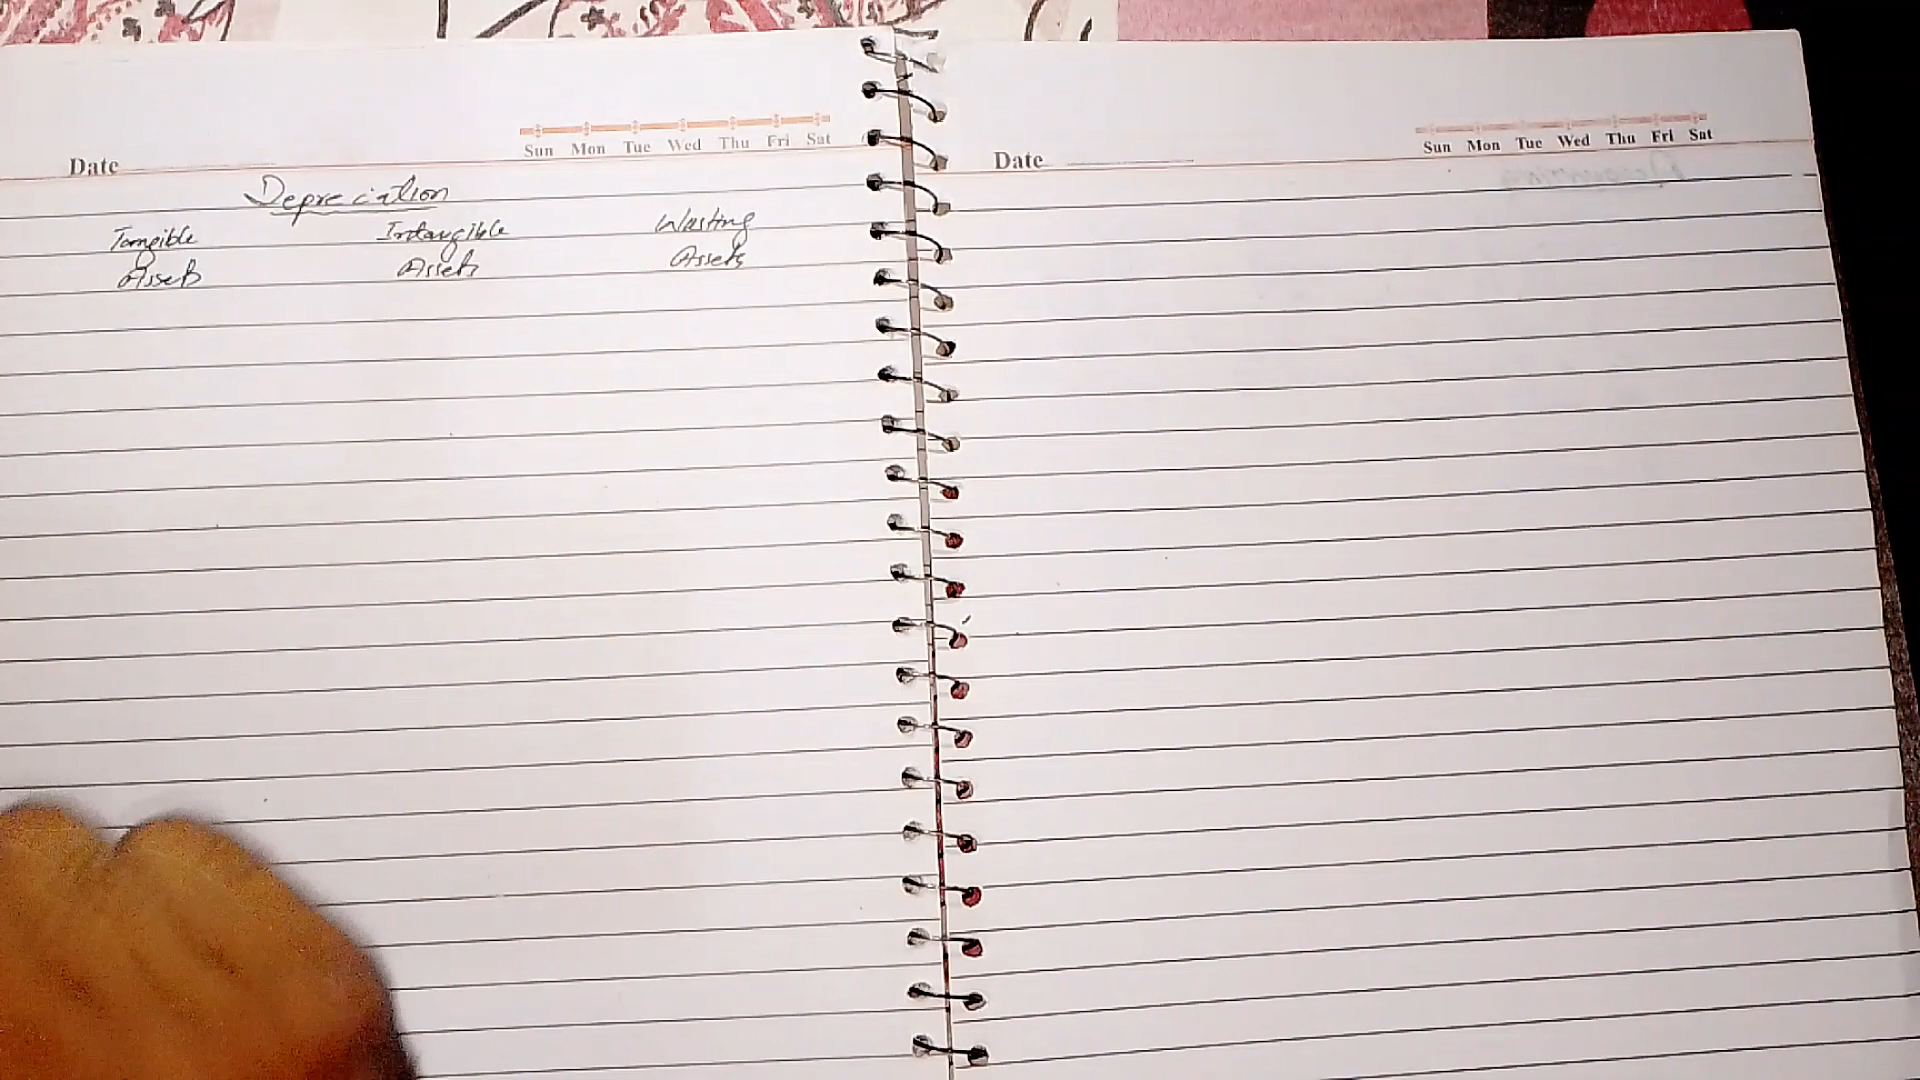 Sun Mon Tue Wed Thu Fri Sat
Date
Depreciation
Tangible Intangible Wasting
Assets Assets Assets
Sun Mon Tue Wed Thu Fri Sat
Date